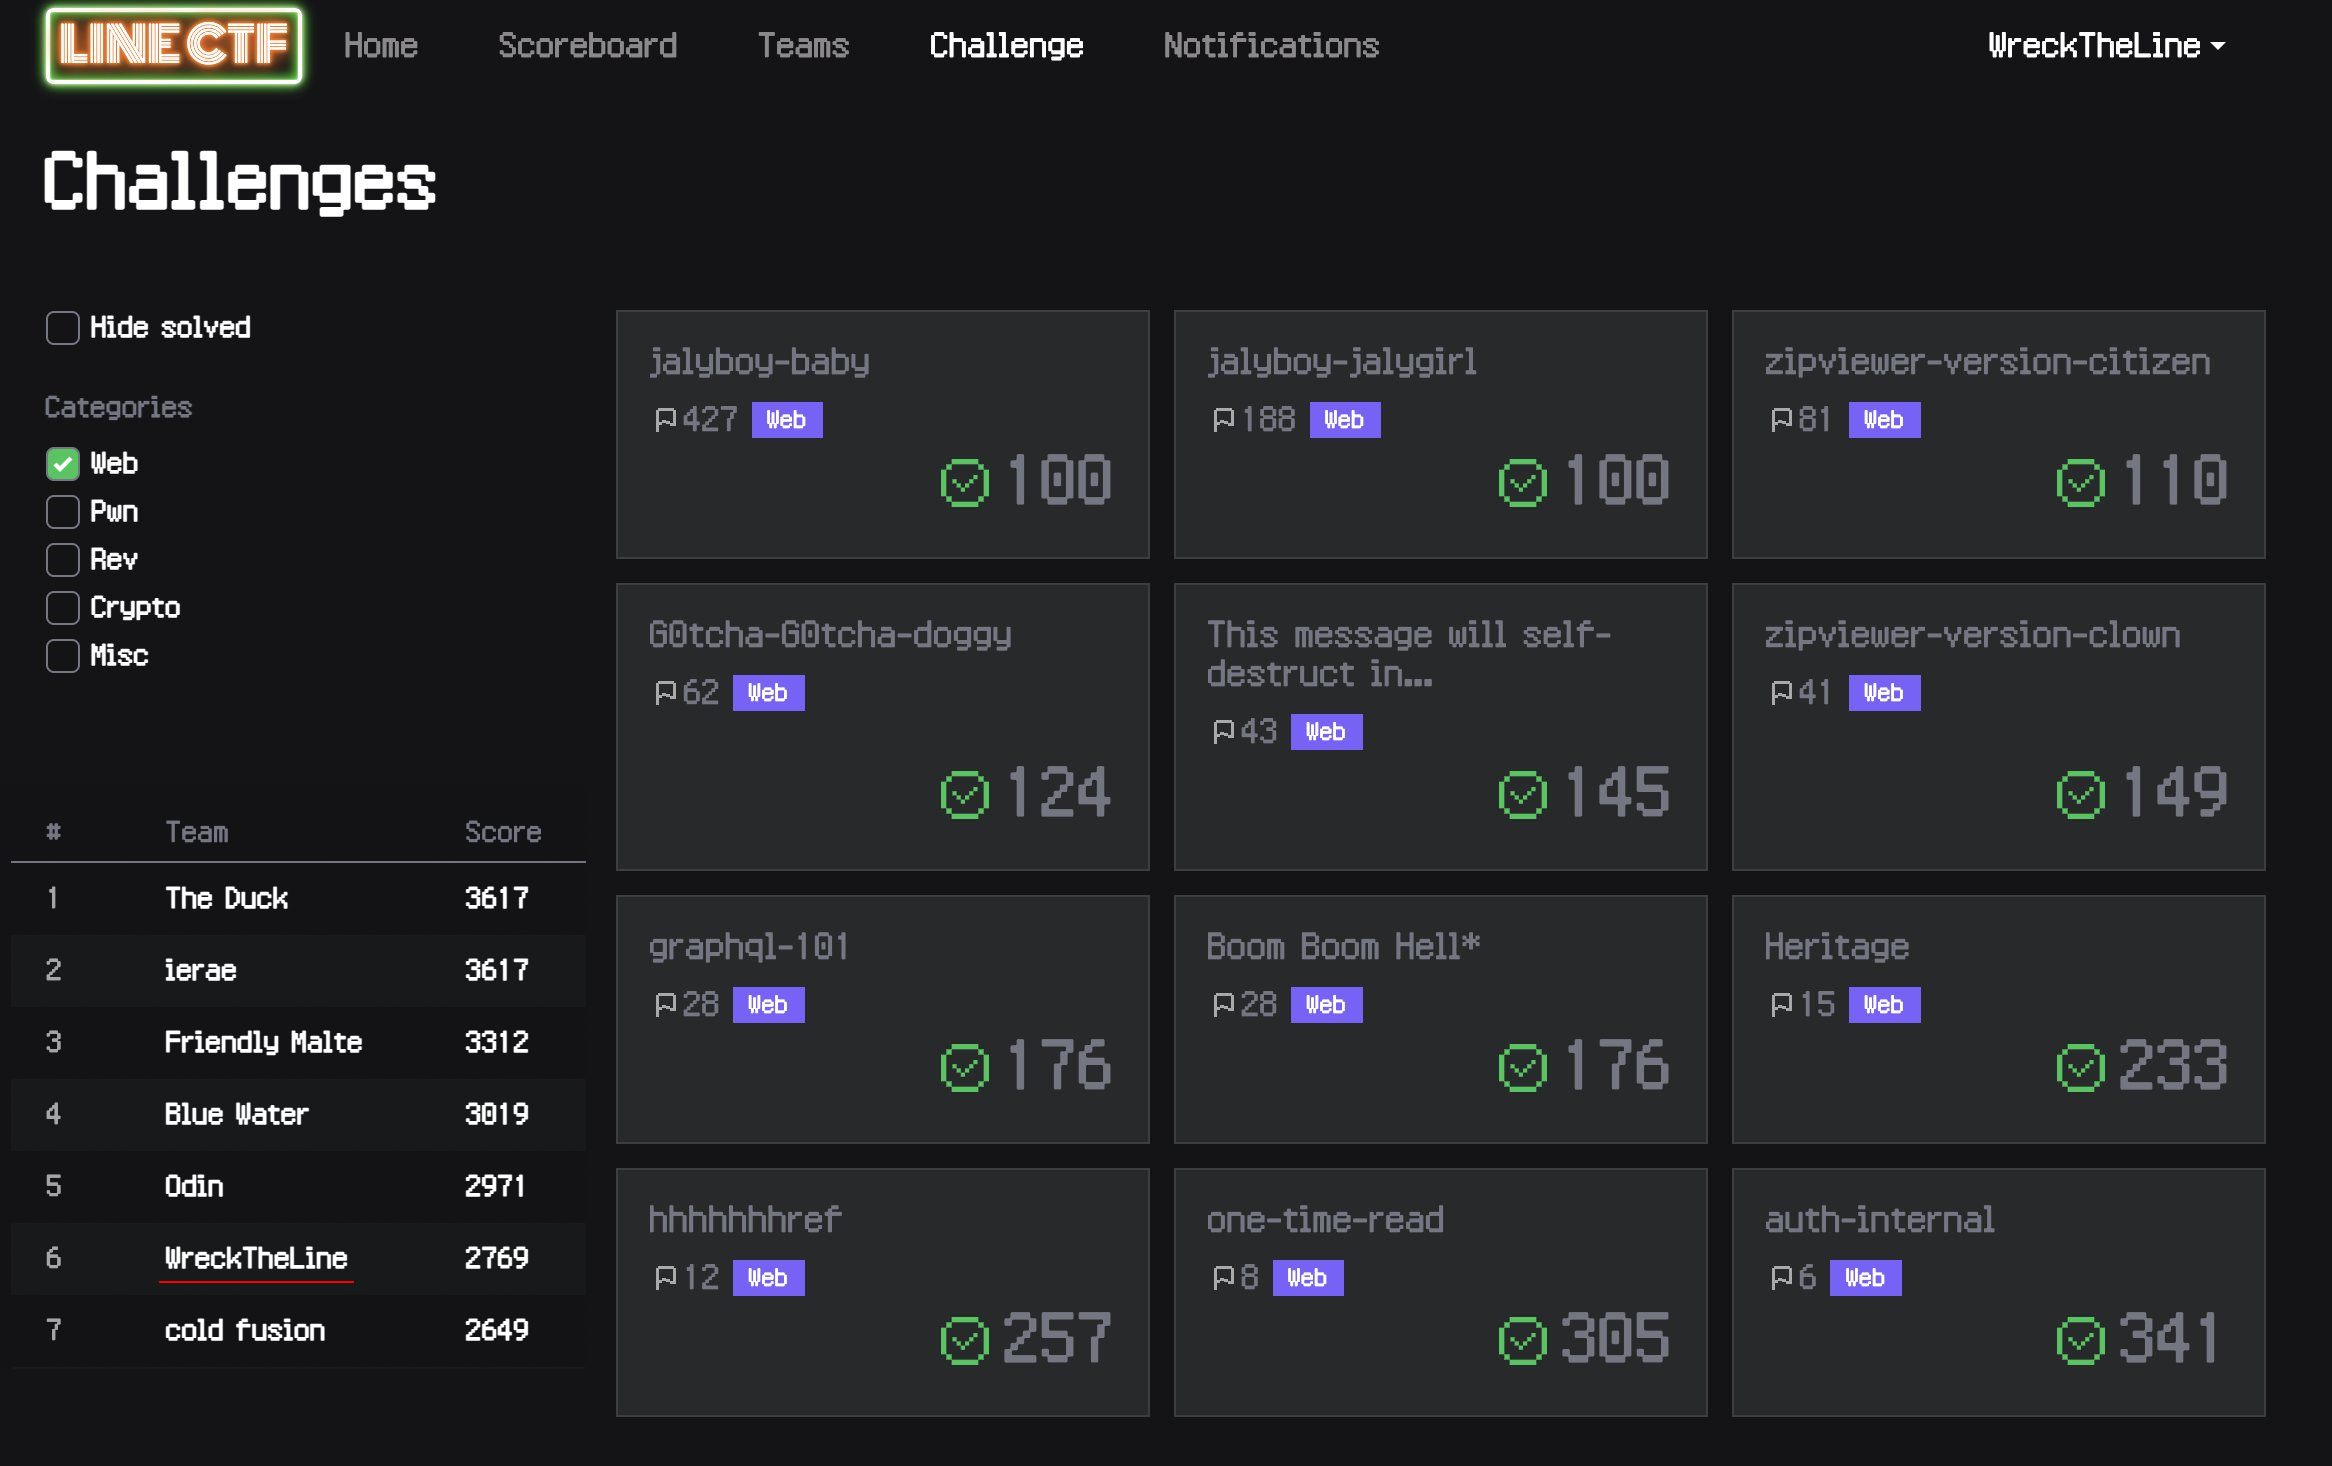 LINE CTF
Home Scoreboard Teams Challenge Notifications WreckTheLine
Challenges
Hide solved
Categories
Web
Pwn
Rev
Crypto
Misc
# Team Score
1 The Duck 3617
2 ierae 3617
3 Friendly Malte 3312
4 Blue Water 3019
5 Odin 2971
6 WreckTheLine 2769
7 cold fusion 2649
jalyboy-baby
427 Web
100
jalyboy-jalygirl
188 Web
100
zipviewer-version-citizen
81 Web
110
G0tcha-G0tcha-doggy
62 Web
124
This message will self-
destruct in...
43 Web
145
zipviewer-version-clown
41 Web
149
graphql-101
28 Web
176
Boom Boom Hell*
28 Web
176
Heritage
15 Web
233
hhhhhhhref
12 Web
257
one-time-read
8 Web
305
auth-internal
6 Web
341